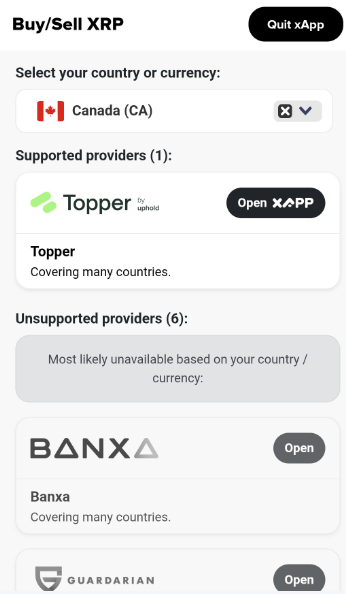 Buy/Sell XRP
Quit xApp
Select your country or currency:
Canada (CA)
Supported providers (1):
Topper by uphold
Open XAPP
Topper
Covering many countries.
Unsupported providers (6):
Most likely unavailable based on your country /
currency:
BANXA
Open
Banxa
Covering many countries.
GUARDARIAN
Open